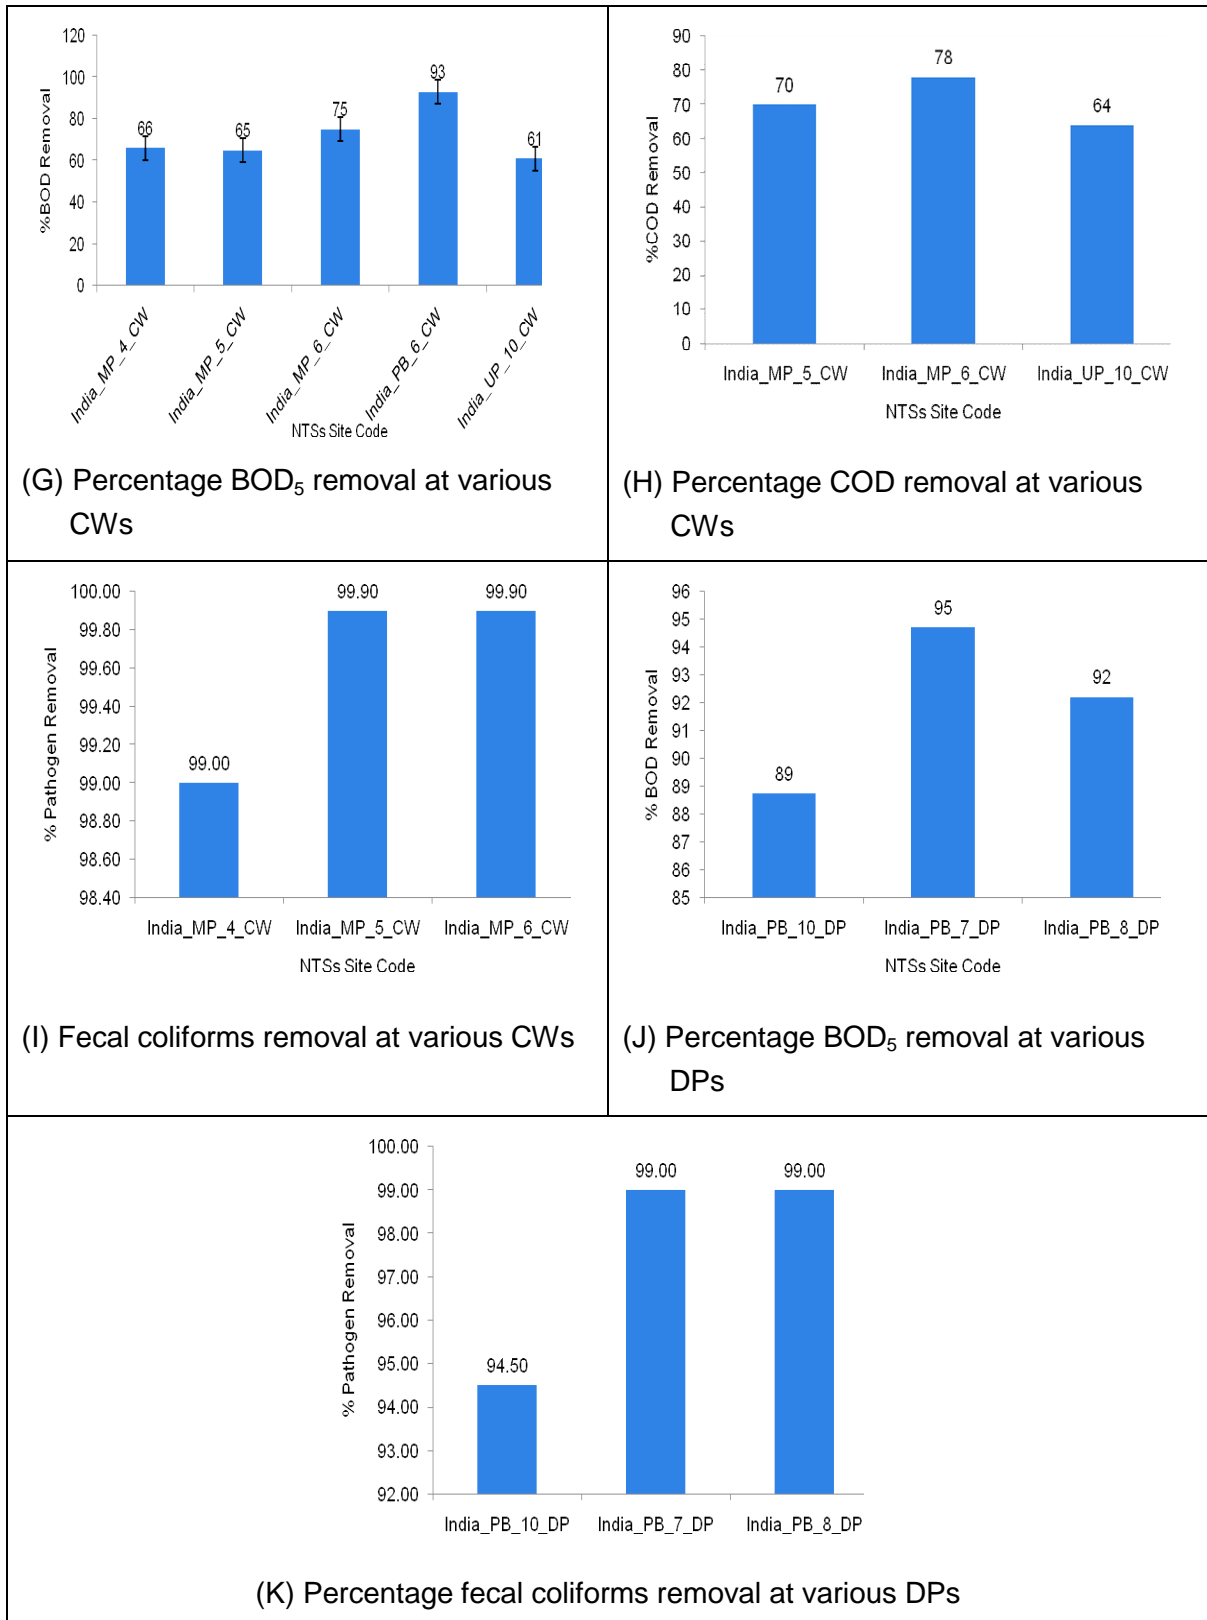 120
100
80
60
40
20
0
%BOD Removal
66
65
75
93
61
India_MP_4_CW
India_MP_5_CW
India_MP_6_CW
India_PB_6_CW
India_UP_10_CW
NTSs Site Code
(G) Percentage BOD₅ removal at various
CWs
90
80
70
60
50
40
30
20
10
0
%COD Removal
70
78
64
India_MP_5_CW India_MP_6_CW India_UP_10_CW
NTSs Site Code
(H) Percentage COD removal at various
CWs
100.00
99.80
99.60
99.40
99.20
99.00
98.80
98.60
98.40
% Pathogen Removal
99.00
99.90
99.90
India_MP_4_CW India_MP_5_CW India_MP_6_CW
NTSs Site Code
(I) Fecal coliforms removal at various CWs
96
95
94
93
92
91
90
89
88
87
86
85
% BOD Removal
89
95
92
India_PB_10_DP India_PB_7_DP India_PB_8_DP
NTSs Site Code
(J) Percentage BOD₅ removal at various
DPs
100.00
99.00
98.00
97.00
96.00
95.00
94.00
93.00
92.00
% Pathogen Removal
94.50
99.00
99.00
India_PB_10_DP India_PB_7_DP India_PB_8_DP
(K) Percentage fecal coliforms removal at various DPs